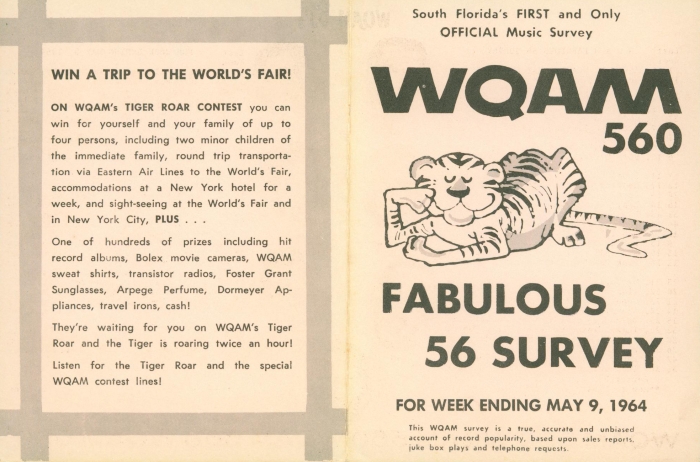 WIN A TRIP TO THE WORLD'S FAIR!
ON WQAM's TIGER ROAR CONTEST you can
win for yourself and your family of up to
four persons, including two minor children of
the immediate family, round trip transporta-
tion via Eastern Air Lines to the World's Fair,
accommodations at a New York hotel for a
week, and sight-seeing at the World's Fair and
in New York City, PLUS . . .
One of hundreds of prizes including hit
record albums, Bolex movie cameras, WQAM
sweat shirts, transistor radios, Foster Grant
Sunglasses, Arpege Perfume, Dormeyer Ap-
pliances, travel irons, cash!
They're waiting for you on WQAM's Tiger
Roar and the Tiger is roaring twice an hour!
Listen for the Tiger Roar and the special
WQAM contest lines!
South Florida's FIRST and Only
OFFICIAL Music Survey
WQAM
560
FABULOUS
56 SURVEY
FOR WEEK ENDING MAY 9, 1964
This WQAM survey is a true, accurate and unbiased
account of record popularity, based upon sales reports,
juke box plays and telephone requests.